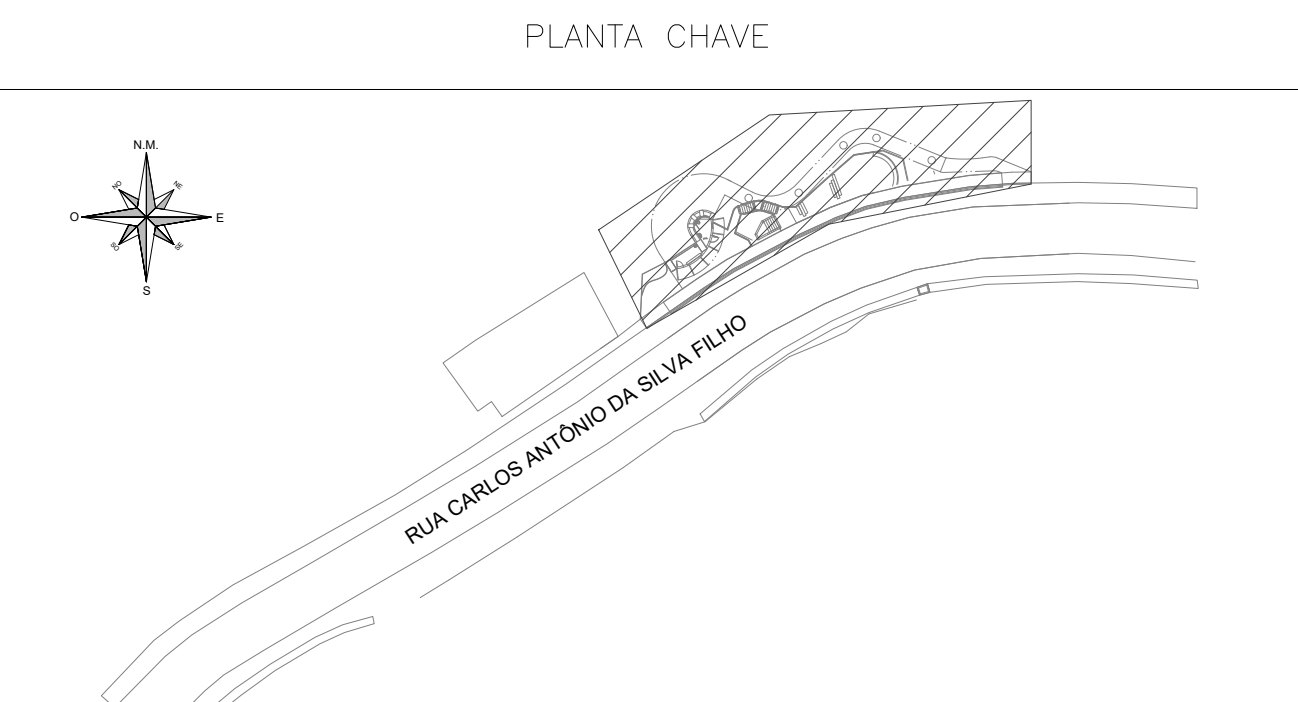 PLANTA CHAVE
N.M.
NO
NE
O
E
SO
SE
S
RUA CARLOS ANTÔNIO DA SILVA FILHO